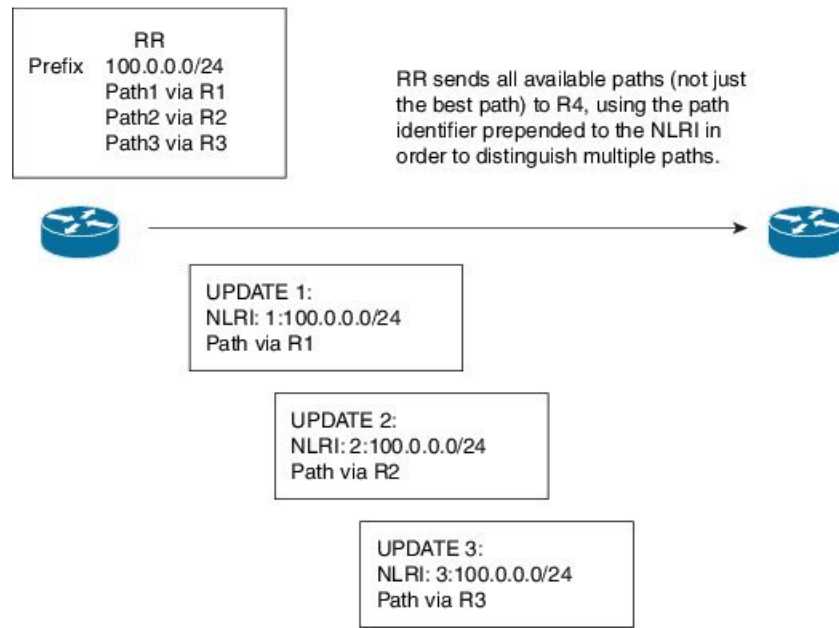 RR
Prefix 100.0.0.0/24
Path1 via R1
Path2 via R2
Path3 via R3
RR sends all available paths (not just
the best path) to R4, using the path
identifier prepended to the NLRI in
order to distinguish multiple paths.
UPDATE 1:
NLRI: 1:100.0.0.0/24
Path via R1
UPDATE 2:
NLRI: 2:100.0.0.0/24
Path via R2
UPDATE 3:
NLRI: 3:100.0.0.0/24
Path via R3